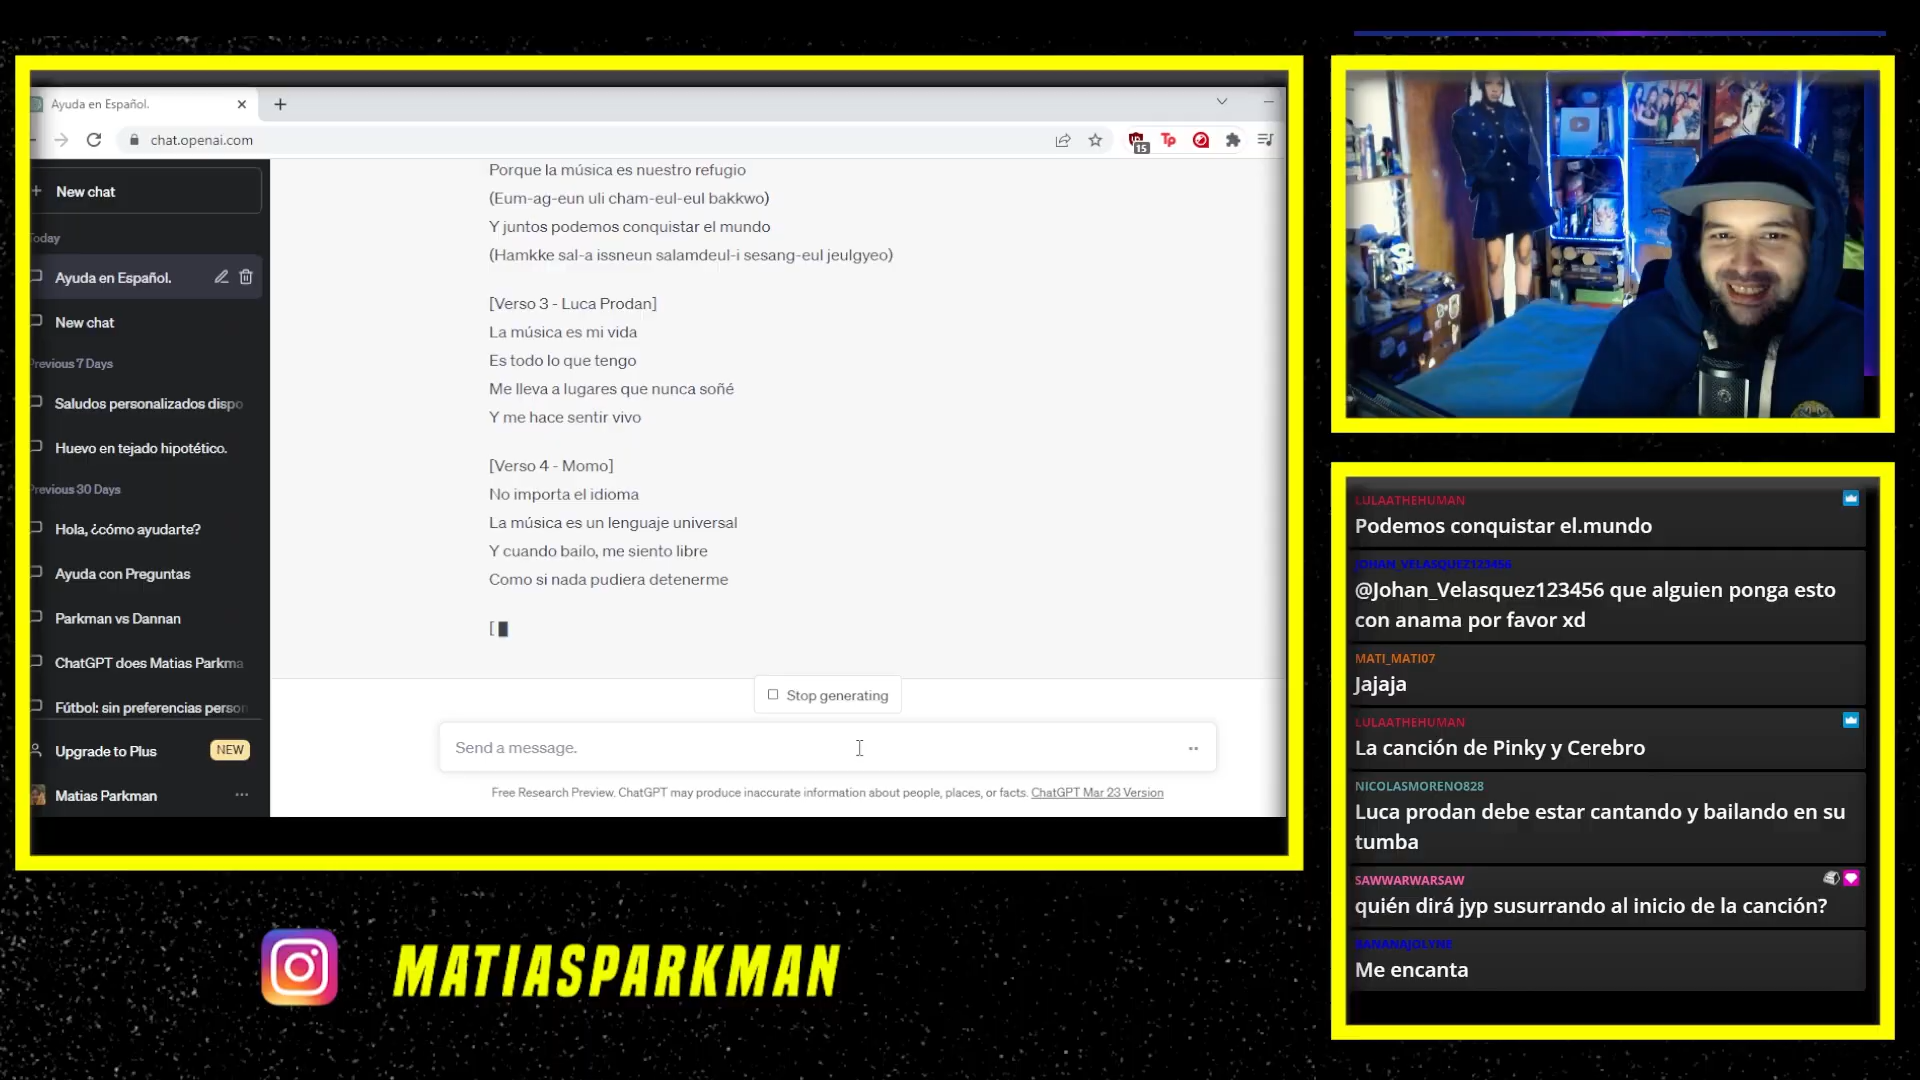 Ayuda en Español.
chat.openai.com
15
Tp
New chat
Today
Ayuda en Español.
New chat
Previous 7 Days
Saludos personalizados dispo
Huevo en tejado hipotético.
Previous 30 Days
Hola, ¿cómo ayudarte?
Ayuda con Preguntas
Parkman vs Dannan
ChatGPT does Matias Parkma
Fútbol: sin preferencias person
Upgrade to Plus
NEW
Matias Parkman
Porque la música es nuestro refugio
(Eum-ag-eun uli cham-eul-eul bakkwo)
Y juntos podemos conquistar el mundo
(Hamkke sal-a issneun salamdeul-i sesang-eul jeulgyeo)
[Verso 3 - Luca Prodan]
La música es mi vida
Es todo lo que tengo
Me lleva a lugares que nunca soñé
Y me hace sentir vivo
[Verso 4 - Momo]
No importa el idioma
La música es un lenguaje universal
Y cuando bailo, me siento libre
Como si nada pudiera detenerme
[
Stop generating
Send a message.
Free Research Preview. ChatGPT may produce inaccurate information about people, places, or facts. ChatGPT Mar 23 Version
LULAATHEHUMAN
Podemos conquistar el.mundo
JOHAN_VELASQUEZ123456
@Johan_Velasquez123456 que alguien ponga esto
con anama por favor xd
MATI_MATI07
Jajaja
LULAATHEHUMAN
La canción de Pinky y Cerebro
NICOLASMORENO828
Luca prodan debe estar cantando y bailando en su
tumba
SAWWARWARSAW
quién dirá jyp susurrando al inicio de la canción?
BANANAJOLYNE
Me encanta
MATIASPARKMAN